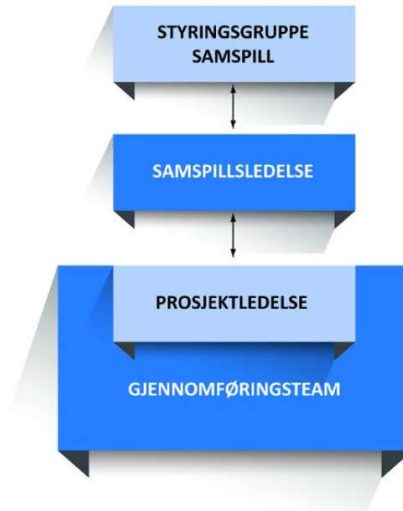 STYRINGSGRUPPE
SAMSPILL
SAMSPILLSLEDELSE
PROSJEKTLEDELSE
GJENNOMFØRINGSTEAM